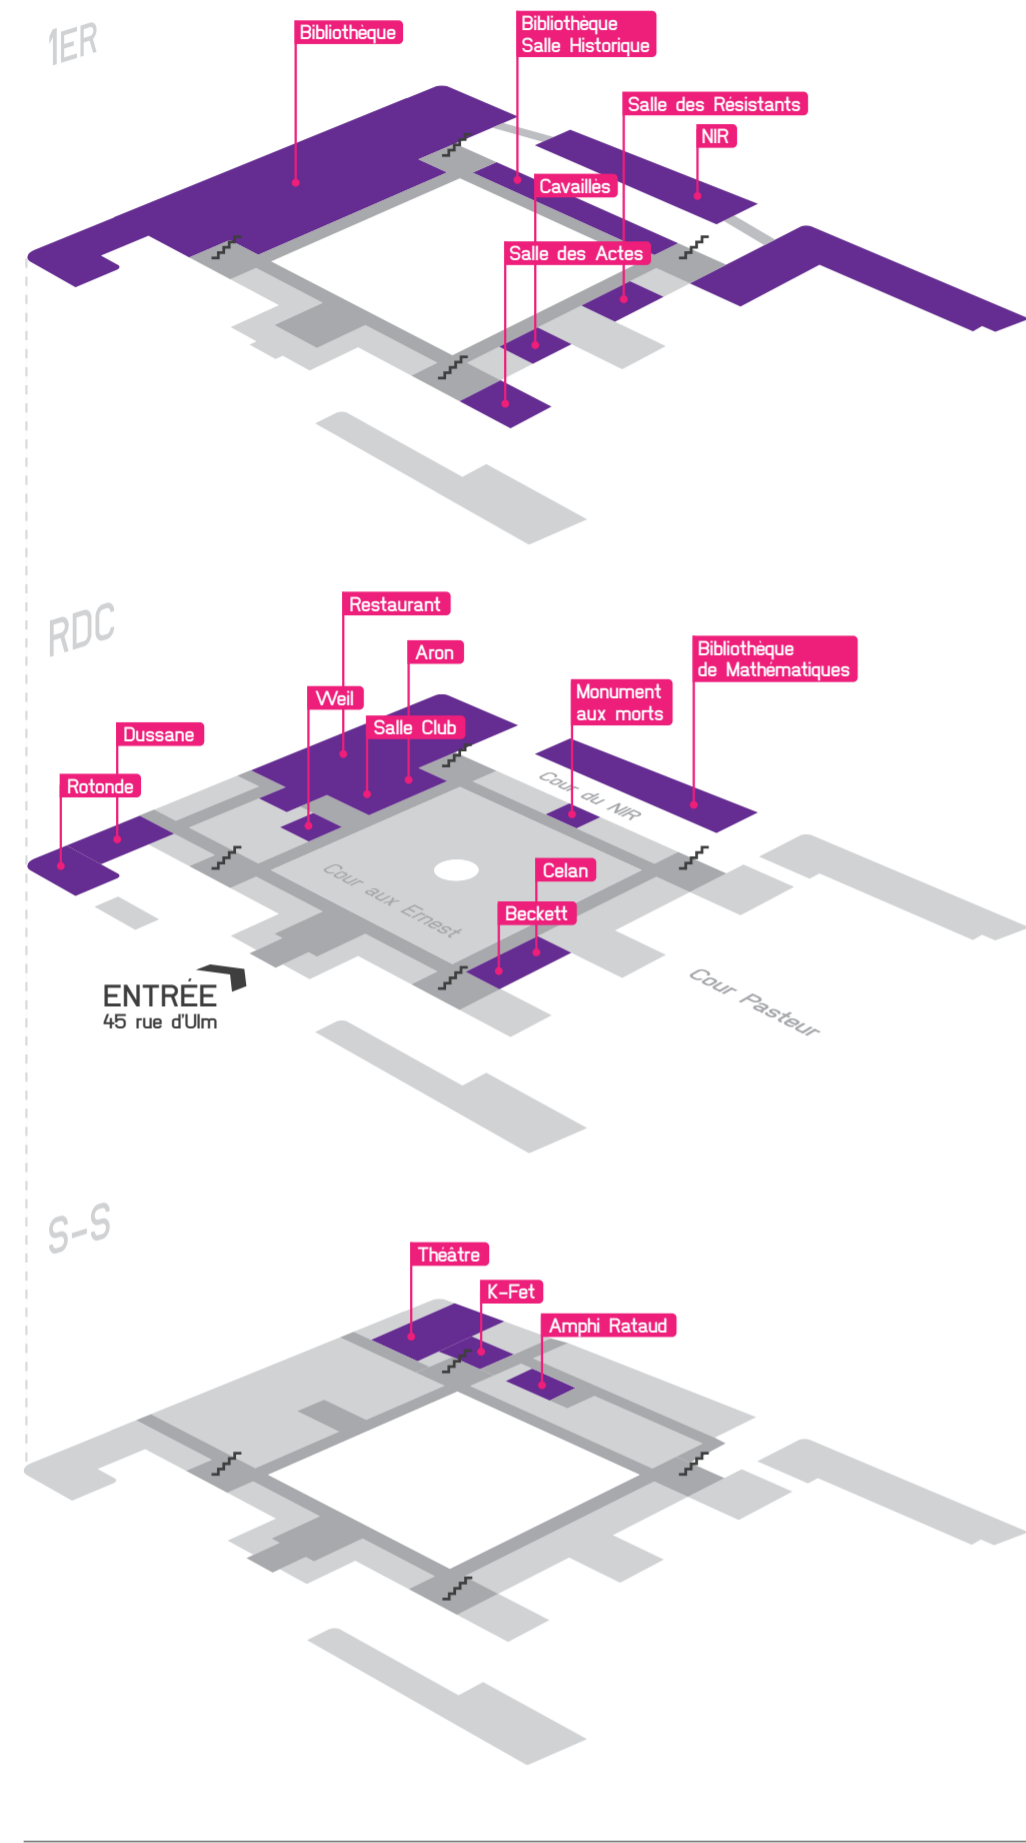 1ER
Bibliothèque
Bibliothèque
Salle Historique
Salle des Résistants
NIR
Cavaillès
Salle des Actes
RDC
Restaurant
Aron
Bibliothèque
de Mathématiques
Weil
Monument
aux morts
Salle Club
Dussane
Rotonde
Cour du NIR
Cour aux Ernest
Celan
Beckett
Cour Pasteur
ENTRÉE
45 rue d'Ulm
S-S
Théâtre
K-Fet
Amphi Rataud